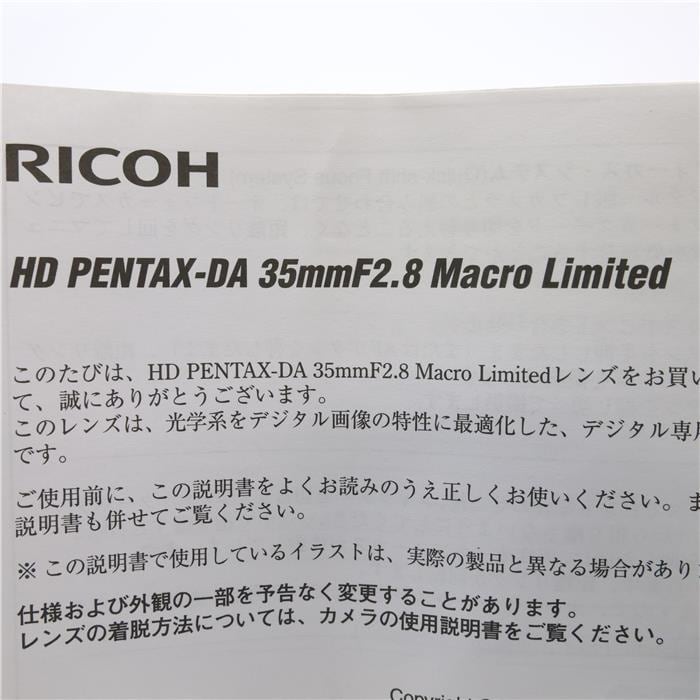 RICOH
HD PENTAX-DA 35mmF2.8 Macro Limited
このたびは、HD PENTAX-DA 35mmF2.8 Macro Limitedレンズをお買い
て、誠にありがとうございます。
このレンズは、光学系をデジタル画像の特性に最適化した、デジタル専用
です。
ご使用前に、この説明書をよくお読みのうえ正しくお使いください。ま
説明書も併せてご覧ください。
※ この説明書で使用しているイラストは、実際の製品と異なる場合があり
仕様および外観の一部を予告なく変更することがあります。
レンズの着脱方法については、カメラの使用説明書をご覧ください。
Copyright